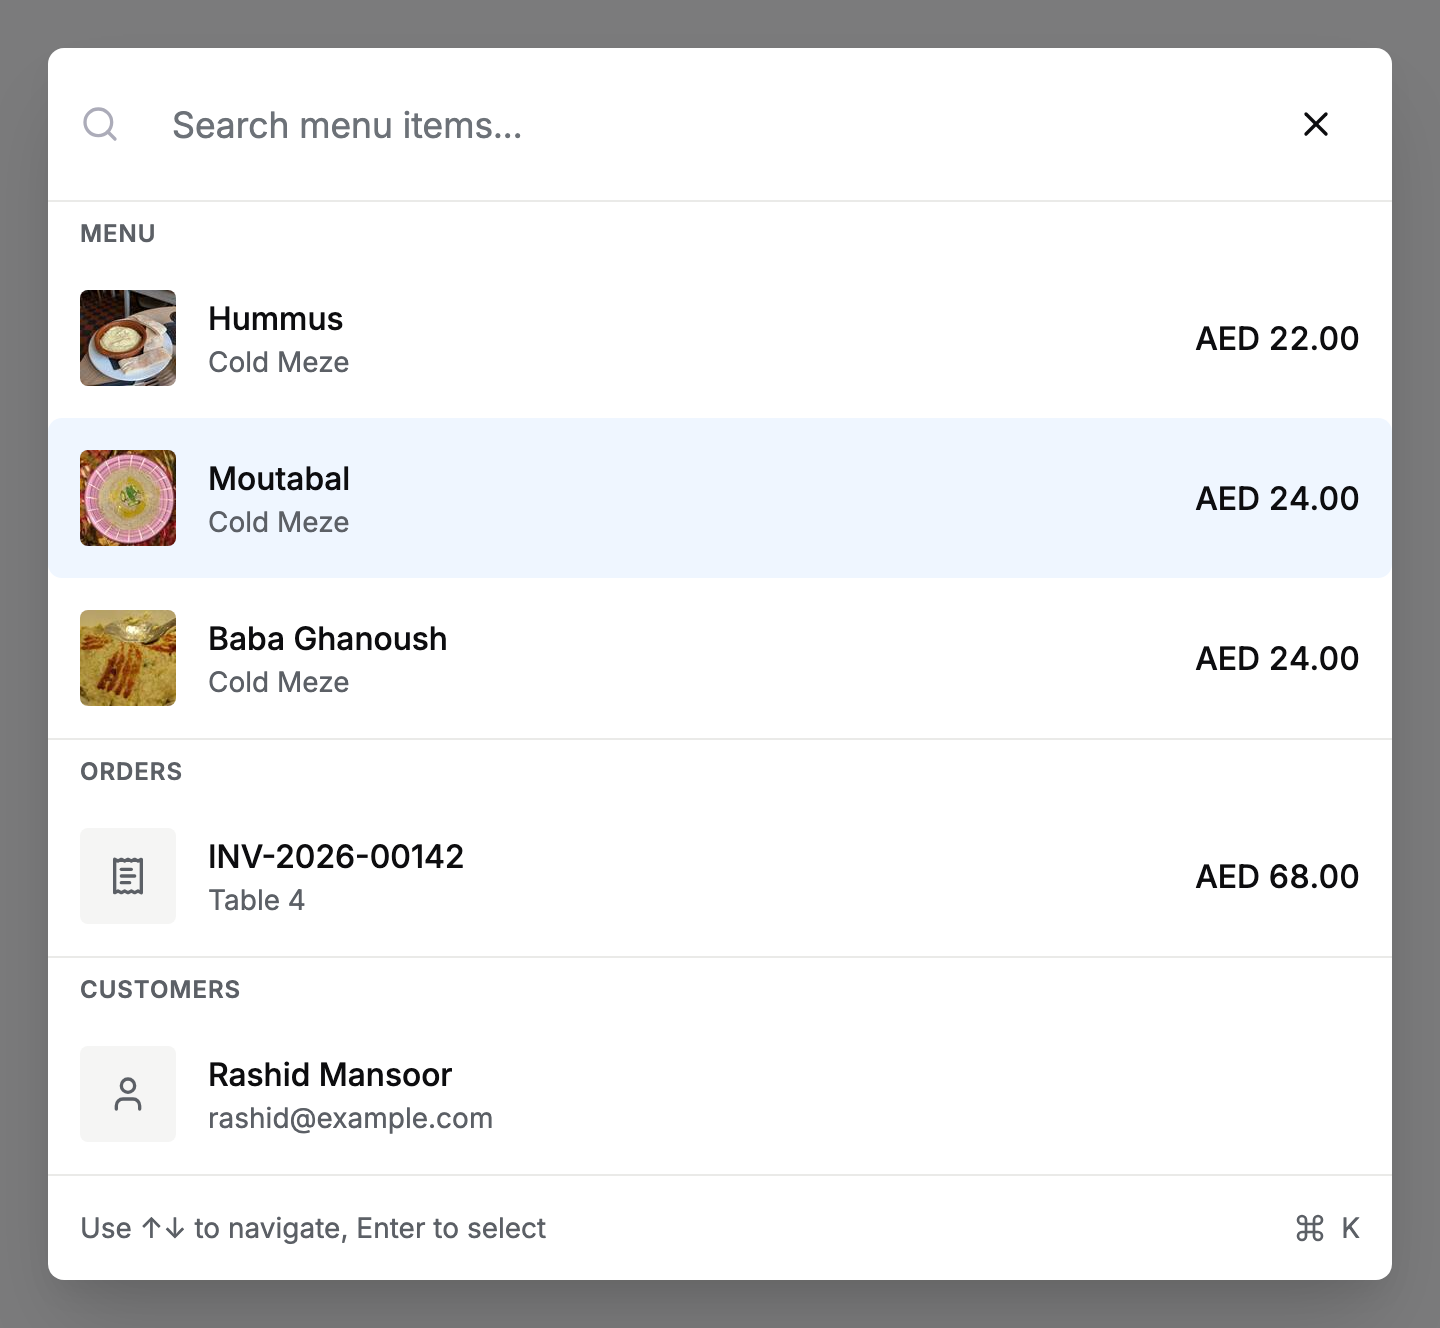 Search menu items...
MENU
Hummus
Cold Meze
AED 22.00
Moutabal
Cold Meze
AED 24.00
Baba Ghanoush
Cold Meze
AED 24.00
ORDERS
INV-2026-00142
Table 4
AED 68.00
CUSTOMERS
Rashid Mansoor
rashid@example.com
Use ↑↓ to navigate, Enter to select
⌘ K